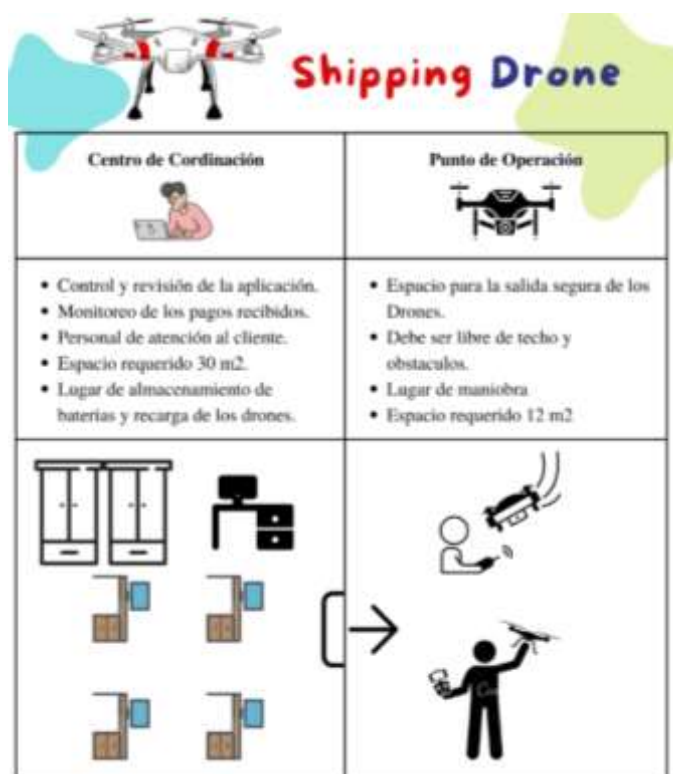 Shipping Drone
Centro de Cordinación
Control y revisión de la aplicación.
Monitoreo de los pagos recibidos.
Personal de atención al cliente.
Espacio requerido 30 m2.
Lugar de almacenamiento de
baterías y recarga de los drones.
Punto de Operación
Espacio para la salida segura de los
Drones.
Debe ser libre de techo y
obstaculos.
Lugar de maniobra
Espacio requerido 12 m2